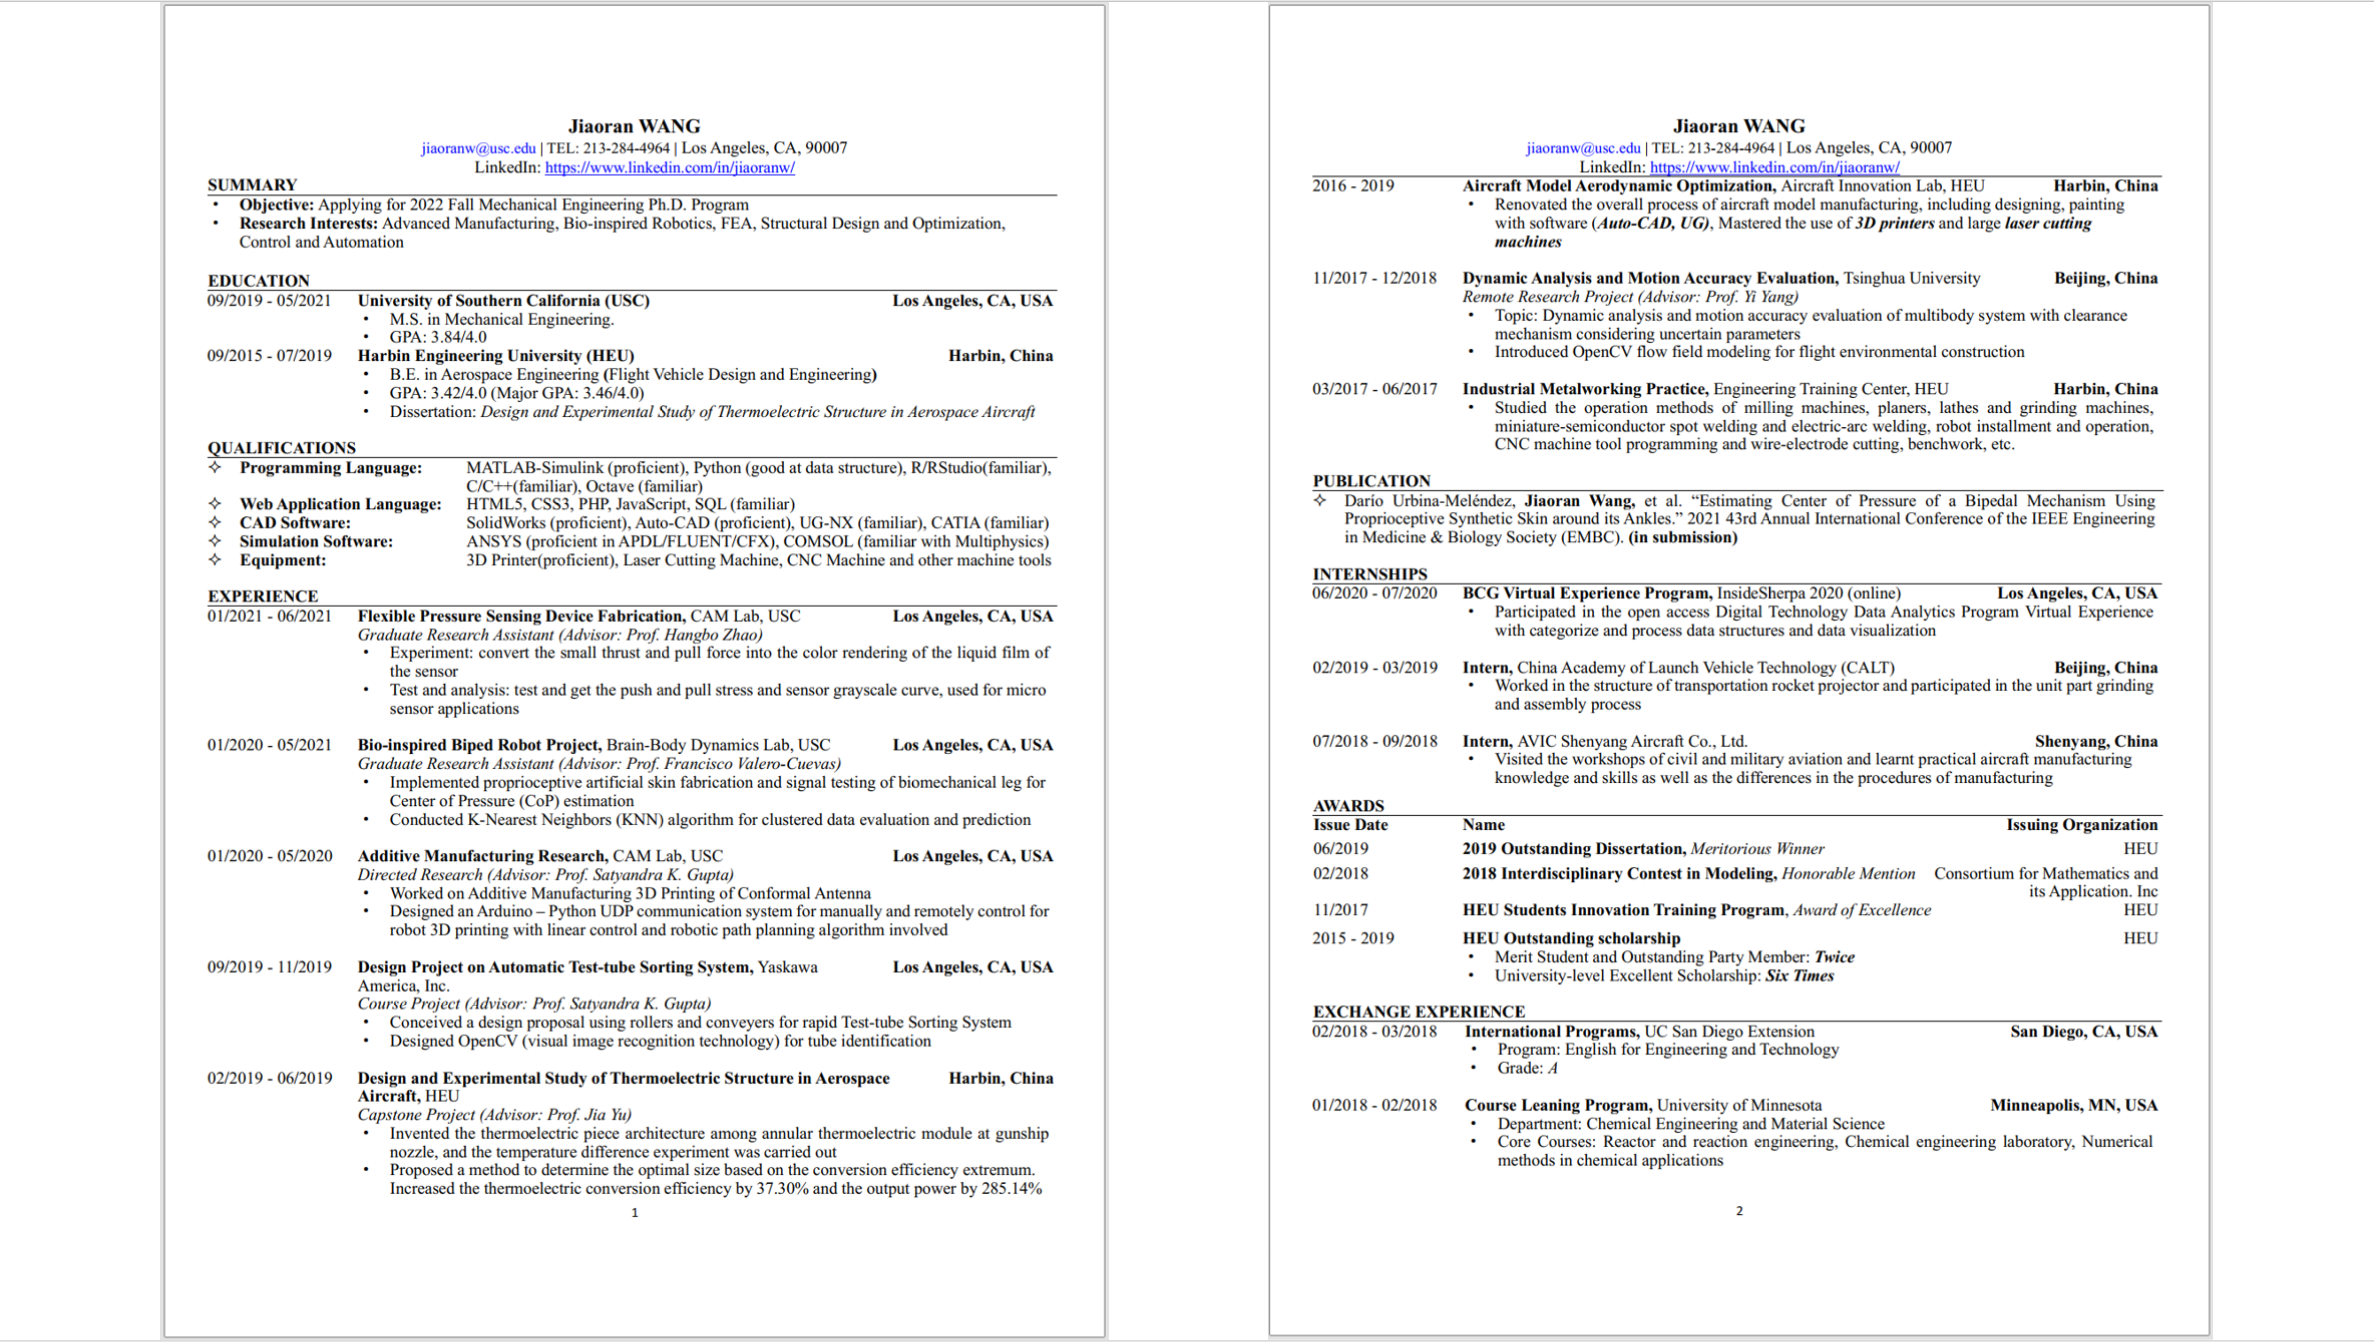 Jiaoran WANG
jiaoranw@usc.edu | TEL: 213-284-4964 | Los Angeles, CA, 90007
LinkedIn: https://www.linkedin.com/in/jiaoranw/
SUMMARY
• Objective: Applying for 2022 Fall Mechanical Engineering Ph.D. Program
• Research Interests: Advanced Manufacturing, Bio-inspired Robotics, FEA, Structural Design and Optimization,
Control and Automation
EDUCATION
09/2019 - 05/2021 University of Southern California (USC) Los Angeles, CA, USA
• M.S. in Mechanical Engineering.
• GPA: 3.84/4.0
09/2015 - 07/2019 Harbin Engineering University (HEU) Harbin, China
• B.E. in Aerospace Engineering (Flight Vehicle Design and Engineering)
• GPA: 3.42/4.0 (Major GPA: 3.46/4.0)
• Dissertation: Design and Experimental Study of Thermoelectric Structure in Aerospace Aircraft
QUALIFICATIONS
✧ Programming Language: MATLAB-Simulink (proficient), Python (good at data structure), R/RStudio(familiar),
C/C++(familiar), Octave (familiar)
✧ Web Application Language: HTML5, CSS3, PHP, JavaScript, SQL (familiar)
✧ CAD Software: SolidWorks (proficient), Auto-CAD (proficient), UG-NX (familiar), CATIA (familiar)
✧ Simulation Software: ANSYS (proficient in APDL/FLUENT/CFX), COMSOL (familiar with Multiphysics)
✧ Equipment: 3D Printer(proficient), Laser Cutting Machine, CNC Machine and other machine tools
EXPERIENCE
01/2021 - 06/2021 Flexible Pressure Sensing Device Fabrication, CAM Lab, USC Los Angeles, CA, USA
Graduate Research Assistant (Advisor: Prof. Hangbo Zhao)
• Experiment: convert the small thrust and pull force into the color rendering of the liquid film of
the sensor
• Test and analysis: test and get the push and pull stress and sensor grayscale curve, used for micro
sensor applications
01/2020 - 05/2021 Bio-inspired Biped Robot Project, Brain-Body Dynamics Lab, USC Los Angeles, CA, USA
Graduate Research Assistant (Advisor: Prof. Francisco Valero-Cuevas)
• Implemented proprioceptive artificial skin fabrication and signal testing of biomechanical leg for
Center of Pressure (CoP) estimation
• Conducted K-Nearest Neighbors (KNN) algorithm for clustered data evaluation and prediction
01/2020 - 05/2020 Additive Manufacturing Research, CAM Lab, USC Los Angeles, CA, USA
Directed Research (Advisor: Prof. Satyandra K. Gupta)
• Worked on Additive Manufacturing 3D Printing of Conformal Antenna
• Designed an Arduino – Python UDP communication system for manually and remotely control for
robot 3D printing with linear control and robotic path planning algorithm involved
09/2019 - 11/2019 Design Project on Automatic Test-tube Sorting System, Yaskawa Los Angeles, CA, USA
America, Inc.
Course Project (Advisor: Prof. Satyandra K. Gupta)
• Conceived a design proposal using rollers and conveyers for rapid Test-tube Sorting System
• Designed OpenCV (visual image recognition technology) for tube identification
02/2019 - 06/2019 Design and Experimental Study of Thermoelectric Structure in Aerospace Harbin, China
Aircraft, HEU
Capstone Project (Advisor: Prof. Jia Yu)
• Invented the thermoelectric piece architecture among annular thermoelectric module at gunship
nozzle, and the temperature difference experiment was carried out
• Proposed a method to determine the optimal size based on the conversion efficiency extremum.
Increased the thermoelectric conversion efficiency by 37.30% and the output power by 285.14%
1
Jiaoran WANG
jiaoranw@usc.edu | TEL: 213-284-4964 | Los Angeles, CA, 90007
LinkedIn: https://www.linkedin.com/in/jiaoranw/
2016 - 2019 Aircraft Model Aerodynamic Optimization, Aircraft Innovation Lab, HEU Harbin, China
• Renovated the overall process of aircraft model manufacturing, including designing, painting
with software (Auto-CAD, UG), Mastered the use of 3D printers and large laser cutting
machines
11/2017 - 12/2018 Dynamic Analysis and Motion Accuracy Evaluation, Tsinghua University Beijing, China
Remote Research Project (Advisor: Prof. Yi Yang)
• Topic: Dynamic analysis and motion accuracy evaluation of multibody system with clearance
mechanism considering uncertain parameters
• Introduced OpenCV flow field modeling for flight environmental construction
03/2017 - 06/2017 Industrial Metalworking Practice, Engineering Training Center, HEU Harbin, China
• Studied the operation methods of milling machines, planers, lathes and grinding machines,
miniature-semiconductor spot welding and electric-arc welding, robot installment and operation,
CNC machine tool programming and wire-electrode cutting, benchwork, etc.
PUBLICATION
✧ Darío Urbina-Meléndez, Jiaoran Wang, et al. “Estimating Center of Pressure of a Bipedal Mechanism Using
Proprioceptive Synthetic Skin around its Ankles.” 2021 43rd Annual International Conference of the IEEE Engineering
in Medicine & Biology Society (EMBC). (in submission)
INTERNSHIPS
06/2020 - 07/2020 BCG Virtual Experience Program, InsideSherpa 2020 (online) Los Angeles, CA, USA
• Participated in the open access Digital Technology Data Analytics Program Virtual Experience
with categorize and process data structures and data visualization
02/2019 - 03/2019 Intern, China Academy of Launch Vehicle Technology (CALT) Beijing, China
• Worked in the structure of transportation rocket projector and participated in the unit part grinding
and assembly process
07/2018 - 09/2018 Intern, AVIC Shenyang Aircraft Co., Ltd. Shenyang, China
• Visited the workshops of civil and military aviation and learnt practical aircraft manufacturing
knowledge and skills as well as the differences in the procedures of manufacturing
AWARDS
Issue Date Name Issuing Organization
06/2019 2019 Outstanding Dissertation, Meritorious Winner HEU
02/2018 2018 Interdisciplinary Contest in Modeling, Honorable Mention Consortium for Mathematics and
its Application. Inc
11/2017 HEU Students Innovation Training Program, Award of Excellence HEU
2015 - 2019 HEU Outstanding scholarship HEU
• Merit Student and Outstanding Party Member: Twice
• University-level Excellent Scholarship: Six Times
EXCHANGE EXPERIENCE
02/2018 - 03/2018 International Programs, UC San Diego Extension San Diego, CA, USA
• Program: English for Engineering and Technology
• Grade: A
01/2018 - 02/2018 Course Leaning Program, University of Minnesota Minneapolis, MN, USA
• Department: Chemical Engineering and Material Science
• Core Courses: Reactor and reaction engineering, Chemical engineering laboratory, Numerical
methods in chemical applications
2